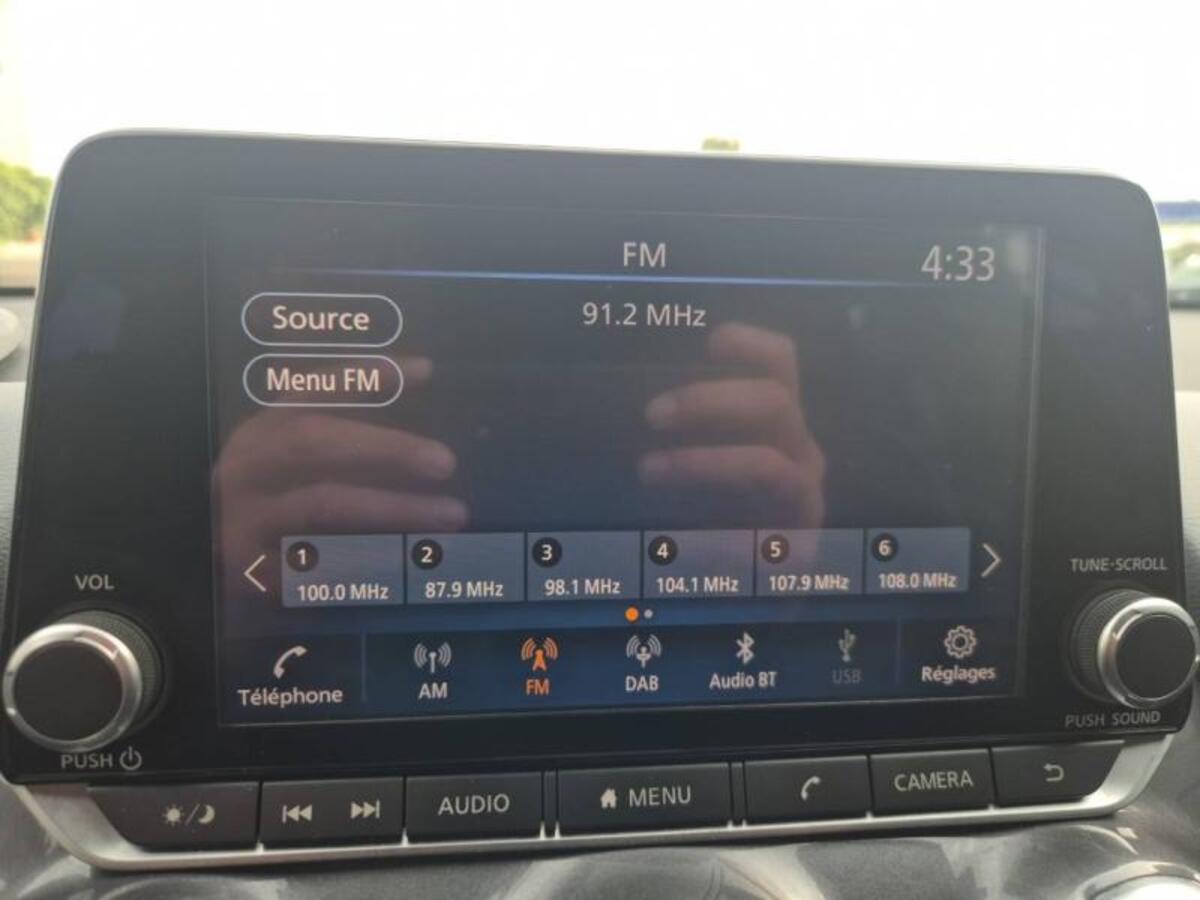 FM
4:33
Source
91.2 MHz
Menu FM
1 2 3 4 5 6
100.0 MHz 87.9 MHz 98.1 MHz 104.1 MHz 107.9 MHz 108.0 MHz
VOL
TUNE·SCROLL
Téléphone AM FM DAB Audio BT USB Réglages
PUSH
PUSH SOUND
AUDIO MENU CAMERA